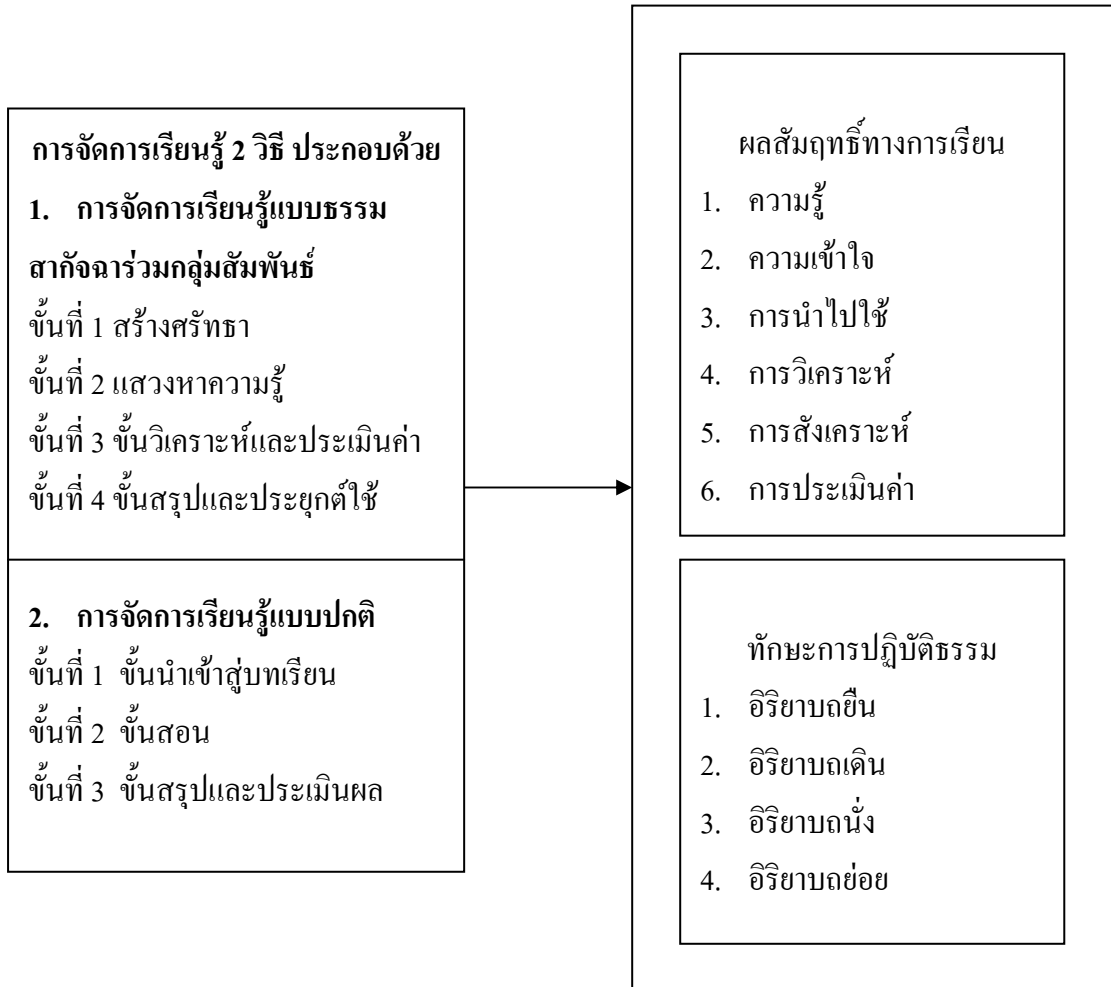 การจัดการเรียนรู้ 2 วิธี ประกอบด้วย
1. การจัดการเรียนรู้แบบธรรม
สากัจฉาร่วมกลุ่มสัมพันธ์
ขั้นที่ 1 สร้างศรัทธา
ขั้นที่ 2 แสวงหาความรู้
ขั้นที่ 3 ขั้นวิเคราะห์และประเมินค่า
ขั้นที่ 4 ขั้นสรุปและประยุกต์ใช้
2. การจัดการเรียนรู้แบบปกติ
ขั้นที่ 1 ขั้นนำเข้าสู่บทเรียน
ขั้นที่ 2 ขั้นสอน
ขั้นที่ 3 ขั้นสรุปและประเมินผล
ผลสัมฤทธิ์ทางการเรียน
1. ความรู้
2. ความเข้าใจ
3. การนำไปใช้
4. การวิเคราะห์
5. การสังเคราะห์
6. การประเมินค่า
ทักษะการปฏิบัติธรรม
1. อิริยาบถยืน
2. อิริยาบถเดิน
3. อิริยาบถนั่ง
4. อิริยาบถย่อย